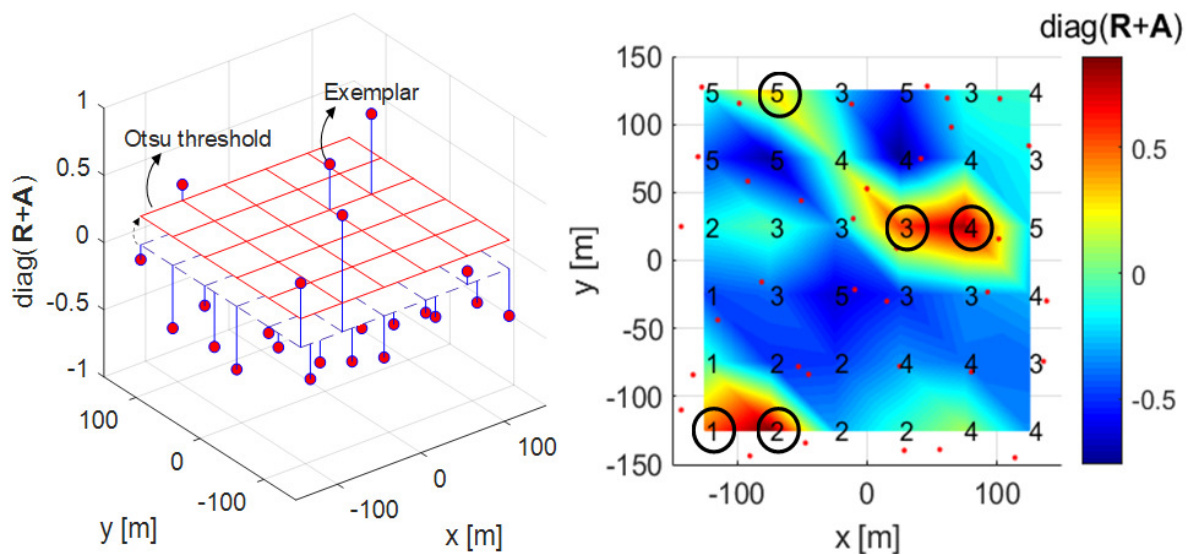 diag(R+A)
1
0.5
0
-0.5
-1
Otsu threshold
Exemplar
100
0
-100
y [m]
-100
0
100
x [m]
diag(R+A)
150
100
50
0
-50
-100
-150
y [m]
5 5 3 5 3 4
5 5 4 4 4 3
2 3 3 3 4 5
1 3 5 3 3 4
1 2 2 4 4 3
1 2 2 2 4 4
-100 0 100
x [m]
0.5
0
-0.5